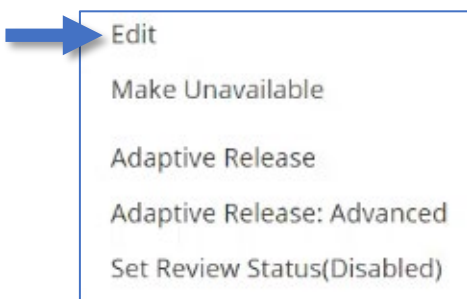 Edit
Make Unavailable
Adaptive Release
Adaptive Release: Advanced
Set Review Status(Disabled)